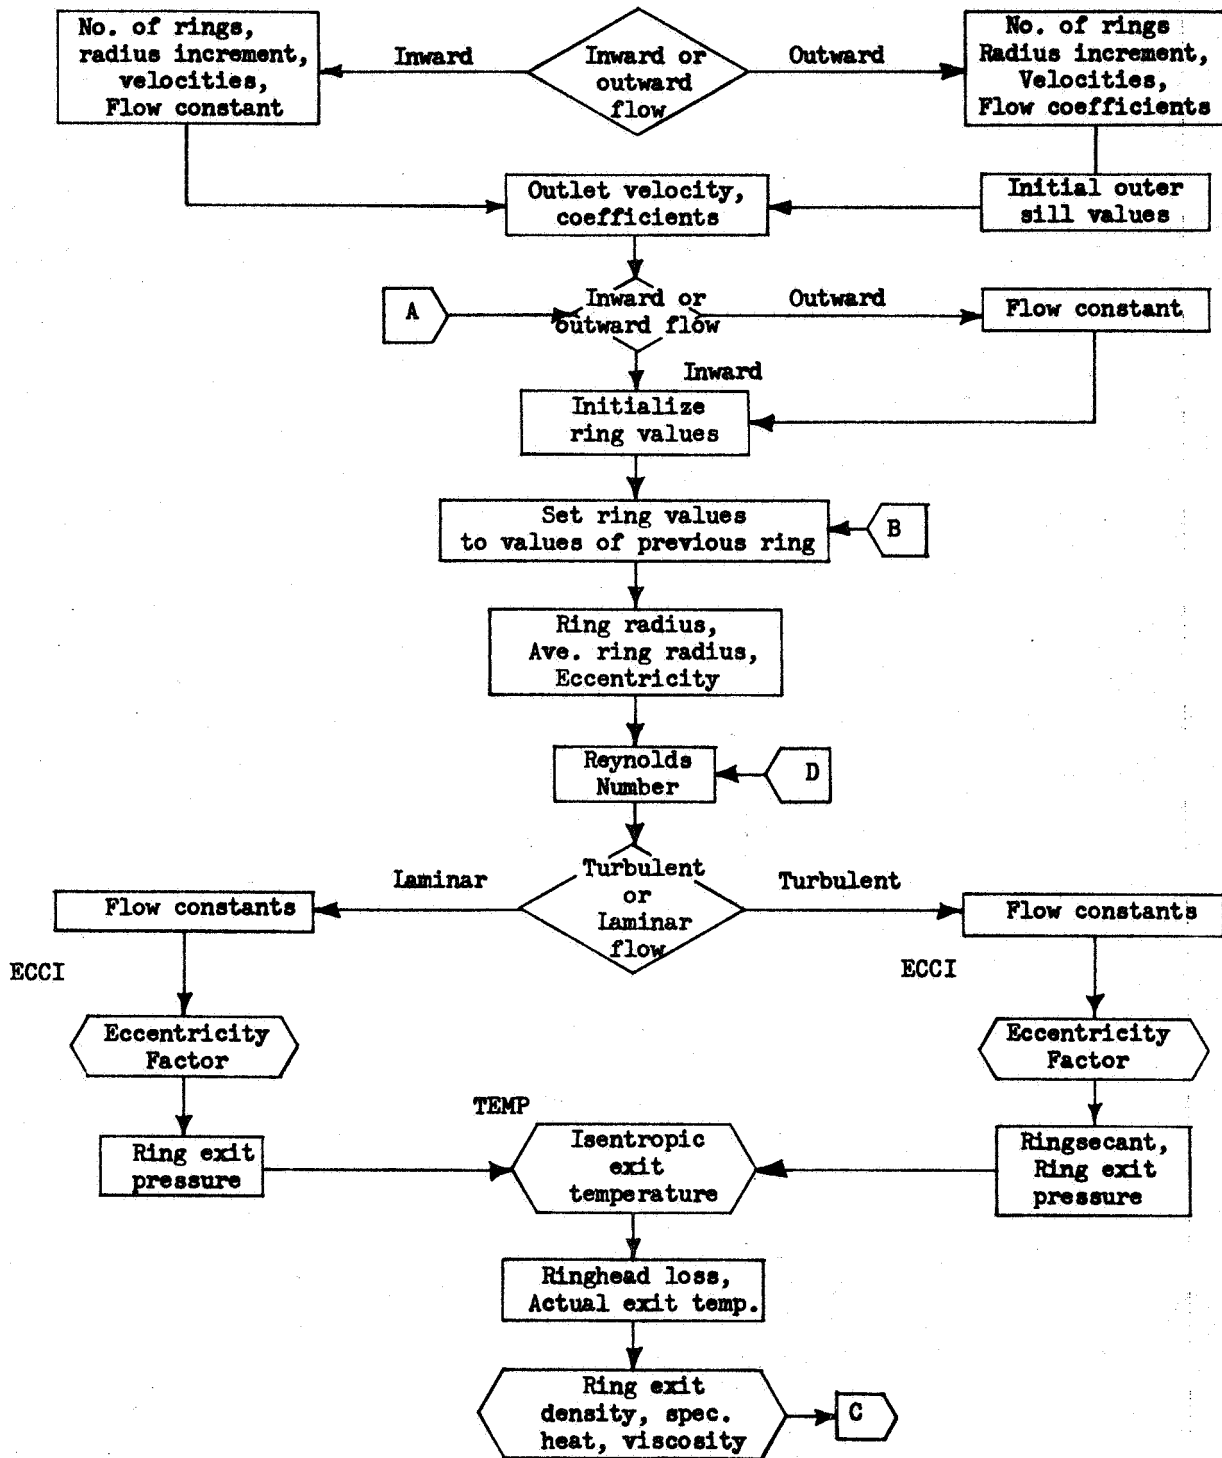 No. of rings,
radius increment,
velocities,
Flow constant
Inward
Inward or
outward
flow
Outward
No. of rings
Radius increment,
Velocities,
Flow coefficients
Outlet velocity,
coefficients
Initial outer
sill values
A
Inward or
outward flow
Outward
Flow constant
Inward
Initialize
ring values
Set ring values
to values of previous ring
B
Ring radius,
Ave. ring radius,
Eccentricity
Reynolds
Number
D
Laminar
Turbulent
or
laminar
flow
Turbulent
Flow constants
Flow constants
ECCI
ECCI
Eccentricity
Factor
Eccentricity
Factor
TEMP
Ring exit
pressure
Isentropic
exit
temperature
Ringsecant,
Ring exit
pressure
Ringhead loss,
Actual exit temp.
Ring exit
density, spec.
heat, viscosity
C